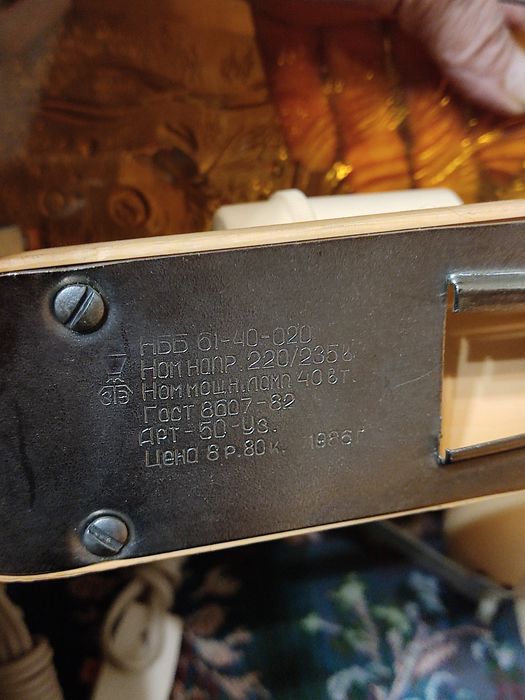 НББ 61-40-020
Ном напр. 220/235 в
Ном мощн. ламп 40 вт.
Гост 8607-82
Арт-50-Уз.
Цена 8 р. 80 к. 1986 г